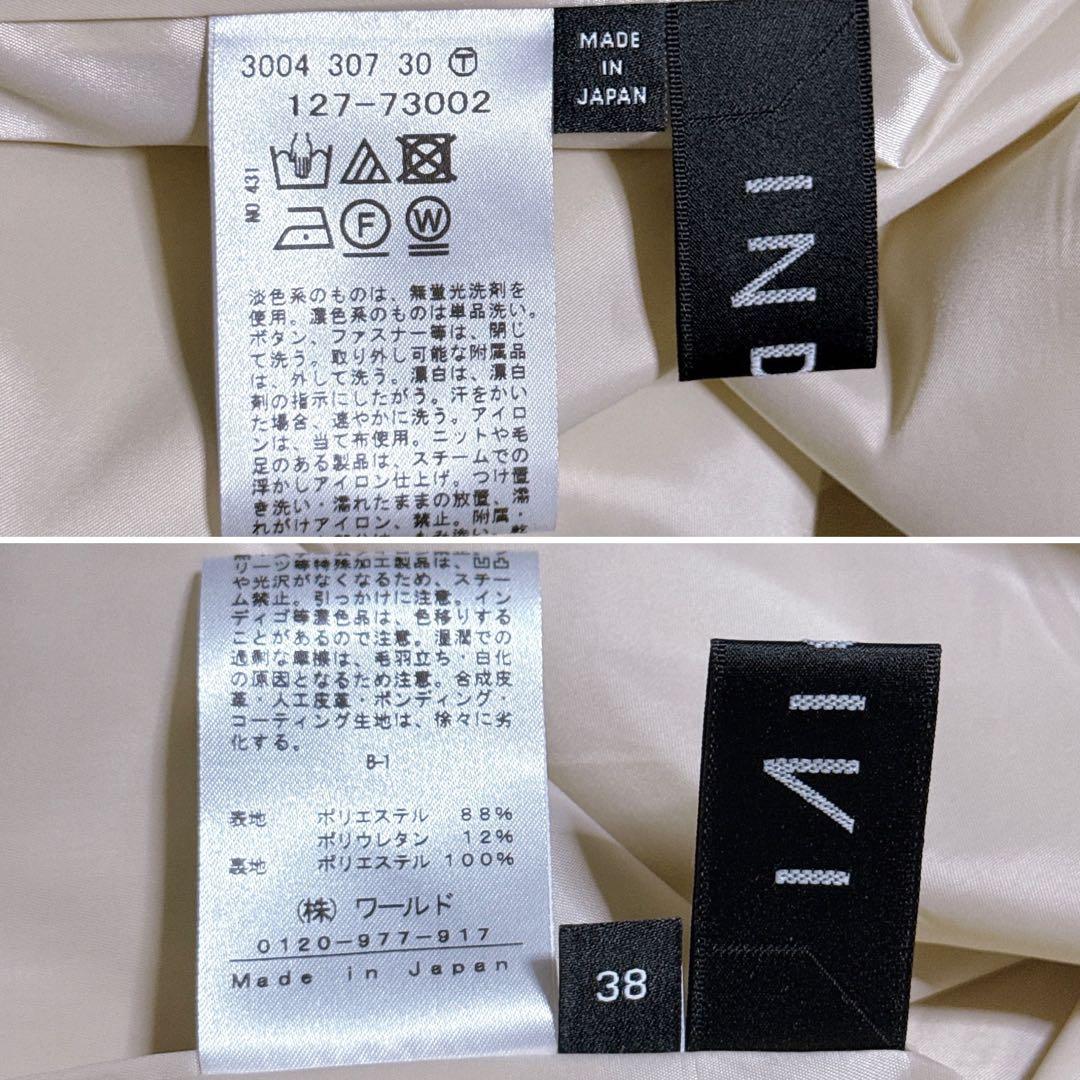 3004 307 30 Ⓣ
127-73002
NO 431
F
W
淡色系のものは、無蛍光洗剤を
使用。濃色系のものは単品洗い。
ボタン、ファスナー等は、閉じ
て洗う。取り外し可能な附属品
は、外して洗う。漂白は、漂白
剤の指示にしたがう。汗をかい
た場合、速やかに洗う。アイロ
ンは、当て布使用。ニットや毛
足のある製品は、スチームでの
浮かしアイロン仕上げ。つけ置
き洗い・濡れたままの放置、濡
れがけアイロン、禁止。附属・
MADE
IN
JAPAN
IND
リーツ等特殊加工製品は、凹凸
や光沢がなくなるため、スチー
ム禁止。引っかけに注意。イン
ディゴ等濃色品は、色移りする
ことがあるので注意。湿潤での
過剰な摩擦は、毛羽立ち・白化
の原因となるため注意。合成皮
革・人工皮革・ボンディング・
コーティング生地は、徐々に劣
化する。
B-1
表地 ポリエステル 88%
ポリウレタン 12%
裏地 ポリエステル 100%
(株) ワールド
0120-977-917
Made in Japan
38
IVI